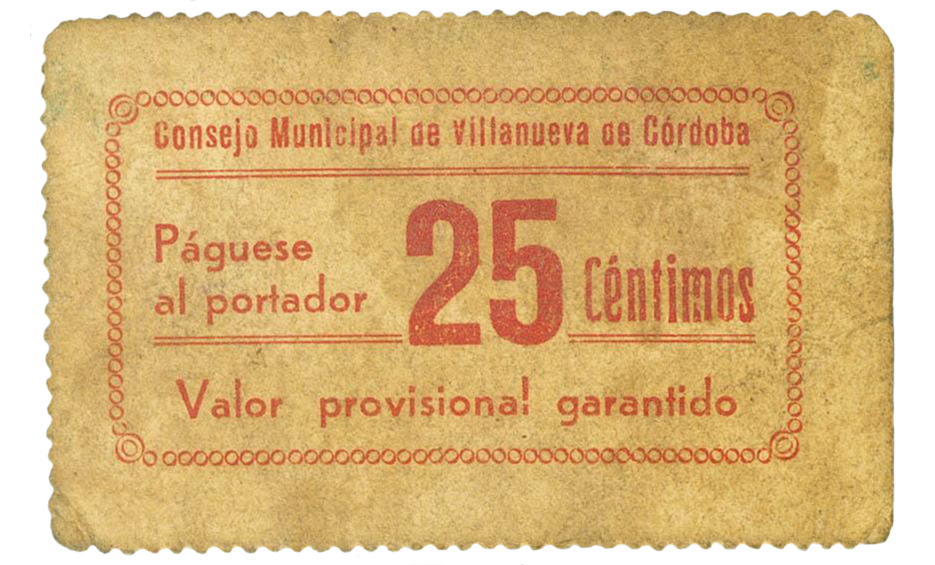 Consejo Municipal de Villanueva de Córdoba
Páguese
al portador
25 Céntimos
Valor provisional garantido